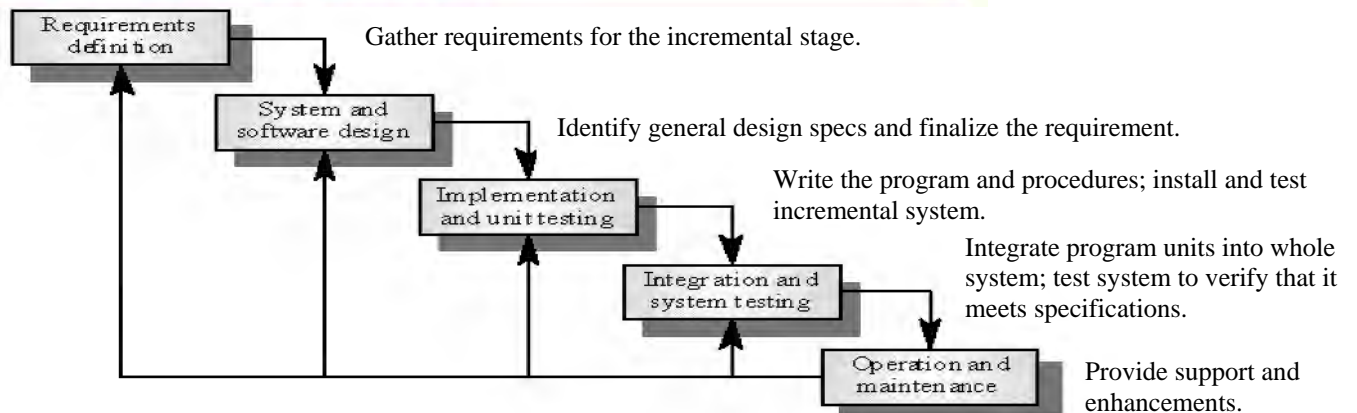 Requirements
definition
Gather requirements for the incremental stage.
System and
software design
Identify general design specs and finalize the requirement.
Implementation
and unit testing
Write the program and procedures; install and test
incremental system.
Integration and
system testing
Integrate program units into whole
system; test system to verify that it
meets specifications.
Operation and
maintenance
Provide support and
enhancements.